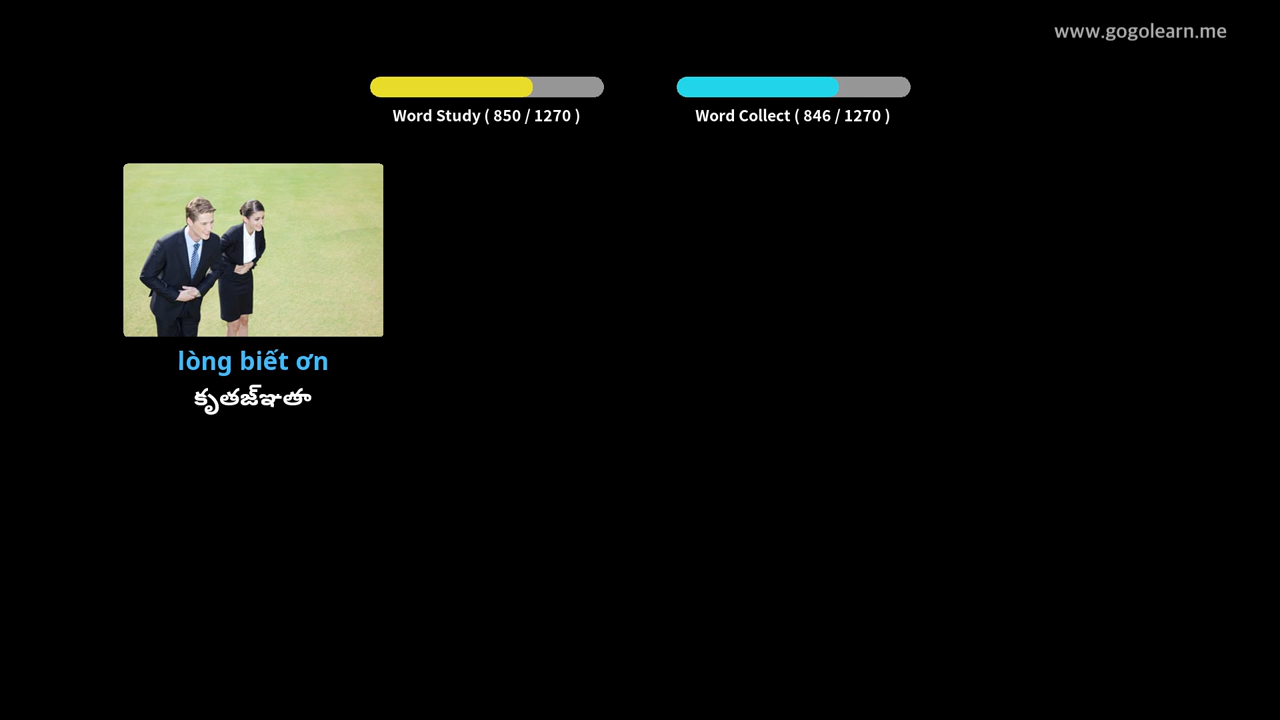 www.gogolearn.me
Word Study ( 850 / 1270 )
Word Collect ( 846 / 1270 )
lòng biết ơn
కృతజ్‌ఞతా